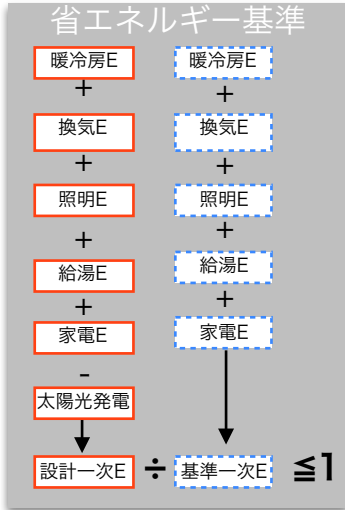 省エネルギー基準
暖冷房E 暖冷房E
+ +
換気E 換気E
+ +
照明E 照明E
+ +
給湯E 給湯E
+ +
家電E 家電E
-
太陽光発電
設計一次E ÷ 基準一次E ≦1